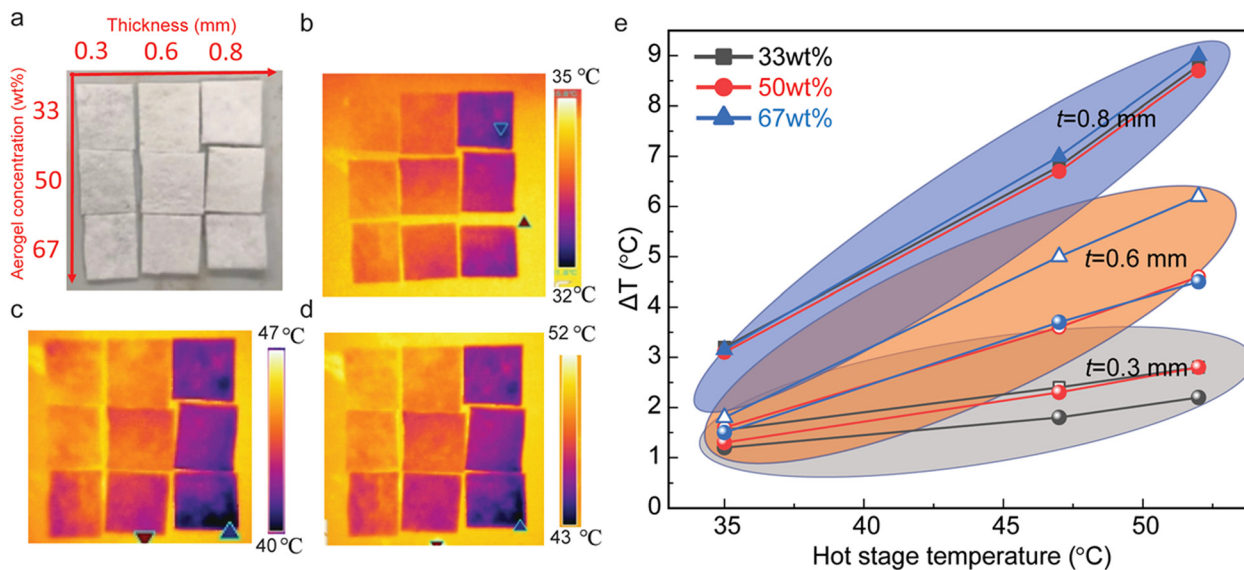 a
Thickness (mm)
0.3 0.6 0.8
Aerogel concentration (wt%)
33
50
67
b
35 °C
32 °C
c
47 °C
40 °C
d
52 °C
43 °C
e
33wt%
50wt%
67wt%
t=0.8 mm
t=0.6 mm
t=0.3 mm
ΔT (°C)
9
8
7
6
5
4
3
2
1
0
35 40 45 50
Hot stage temperature (°C)